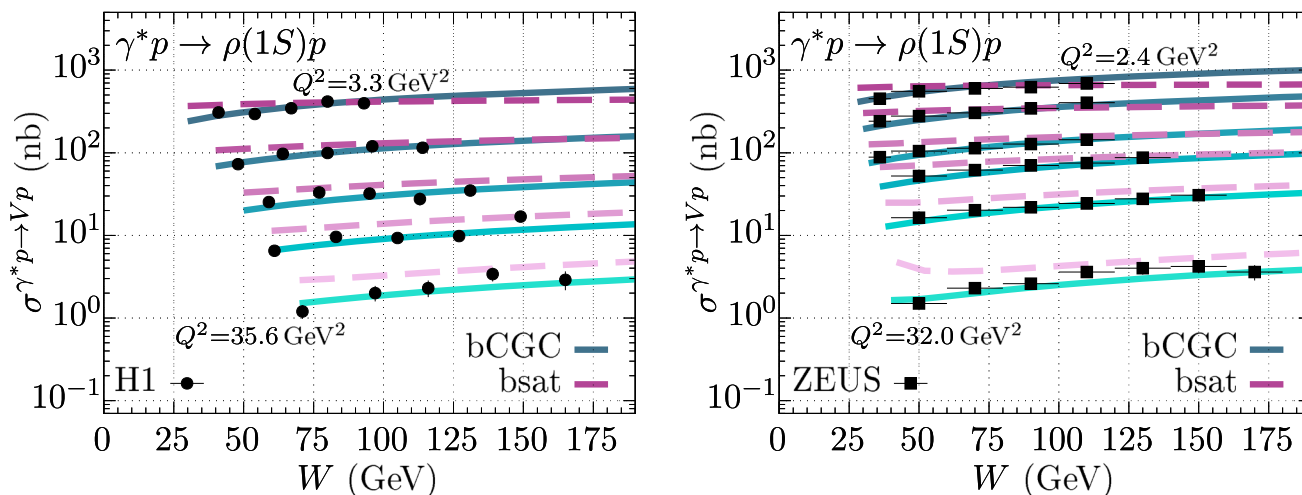 γ*p → ρ(1S)p
Q²=3.3 GeV²
10³
10²
10¹
10⁰
10⁻¹
σ^{γ*p→Vp} (nb)
Q²=35.6 GeV²
bCGC
bsat
H1
0 25 50 75 100 125 150 175
W (GeV)
γ*p → ρ(1S)p
Q²=2.4 GeV²
10³
10²
10¹
10⁰
10⁻¹
σ^{γ*p→Vp} (nb)
Q²=32.0 GeV²
bCGC
bsat
ZEUS
0 25 50 75 100 125 150 175
W (GeV)